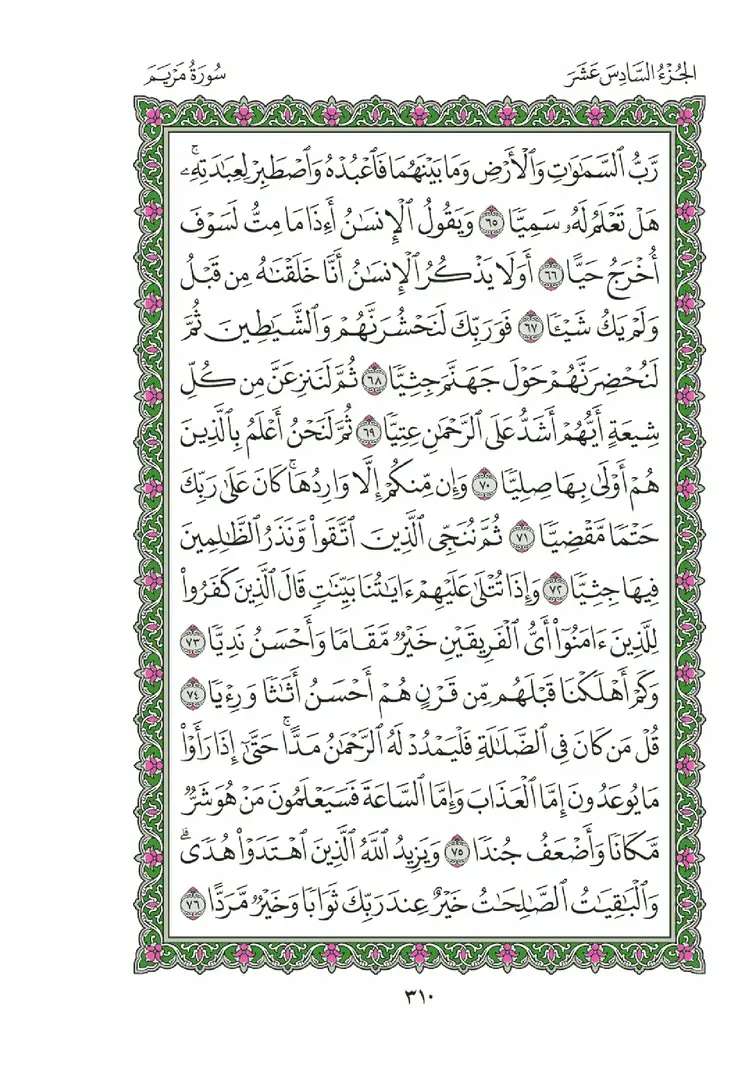 الجُزْءُ السَّادِسَ عَشَرَ
سُورَةُ مَرْيَمَ
رَّبُّ ٱلسَّمَٰوَٰتِ وَٱلْأَرْضِ وَمَا بَيْنَهُمَا فَٱعْبُدْهُ وَٱصْطَبِرْ لِعِبَٰدَتِهِۦۚ
هَلْ تَعْلَمُ لَهُۥ سَمِيًّا ٦٥ وَيَقُولُ ٱلْإِنسَٰنُ أَءِذَا مَا مِتُّ لَسَوْفَ
أُخْرَجُ حَيًّا ٦٦ أَوَلَا يَذْكُرُ ٱلْإِنسَٰنُ أَنَّا خَلَقْنَٰهُ مِن قَبْلُ
وَلَمْ يَكُ شَيْـًٔا ٦٧ فَوَرَبِّكَ لَنَحْشُرَنَّهُمْ وَٱلشَّيَٰطِينَ ثُمَّ
لَنُحْضِرَنَّهُمْ حَوْلَ جَهَنَّمَ جِثِيًّا ٦٨ ثُمَّ لَنَنزِعَنَّ مِن كُلِّ
شِيعَةٍ أَيُّهُمْ أَشَدُّ عَلَى ٱلرَّحْمَٰنِ عِتِيًّا ٦٩ ثُمَّ لَنَحْنُ أَعْلَمُ بِٱلَّذِينَ
هُمْ أَوْلَىٰ بِهَا صِلِيًّا ٧٠ وَإِن مِّنكُمْ إِلَّا وَارِدُهَاۚ كَانَ عَلَىٰ رَبِّكَ
حَتْمًا مَّقْضِيًّا ٧١ ثُمَّ نُنَجِّى ٱلَّذِينَ ٱتَّقَوا۟ وَّنَذَرُ ٱلظَّٰلِمِينَ
فِيهَا جِثِيًّا ٧٢ وَإِذَا تُتْلَىٰ عَلَيْهِمْ ءَايَٰتُنَا بَيِّنَٰتٍ قَالَ ٱلَّذِينَ كَفَرُوا۟
لِلَّذِينَ ءَامَنُوٓا۟ أَىُّ ٱلْفَرِيقَيْنِ خَيْرٌ مَّقَامًا وَأَحْسَنُ نَدِيًّا ٧٣
وَكَمْ أَهْلَكْنَا قَبْلَهُم مِّن قَرْنٍ هُمْ أَحْسَنُ أَثَٰثًا وَرِءْيًا ٧٤
قُلْ مَن كَانَ فِى ٱلضَّلَٰلَةِ فَلْيَمْدُدْ لَهُ ٱلرَّحْمَٰنُ مَدًّاۚ حَتَّىٰٓ إِذَا رَأَوْا۟
مَا يُوعَدُونَ إِمَّا ٱلْعَذَابَ وَإِمَّا ٱلسَّاعَةَ فَسَيَعْلَمُونَ مَنْ هُوَ شَرٌّ
مَّكَانًا وَأَضْعَفُ جُندًا ٧٥ وَيَزِيدُ ٱللَّهُ ٱلَّذِينَ ٱهْتَدَوْا۟ هُدًىۗ
وَٱلْبَٰقِيَٰتُ ٱلصَّٰلِحَٰتُ خَيْرٌ عِندَ رَبِّكَ ثَوَابًا وَخَيْرٌ مَّرَدًّا ٧٦
٣١٠